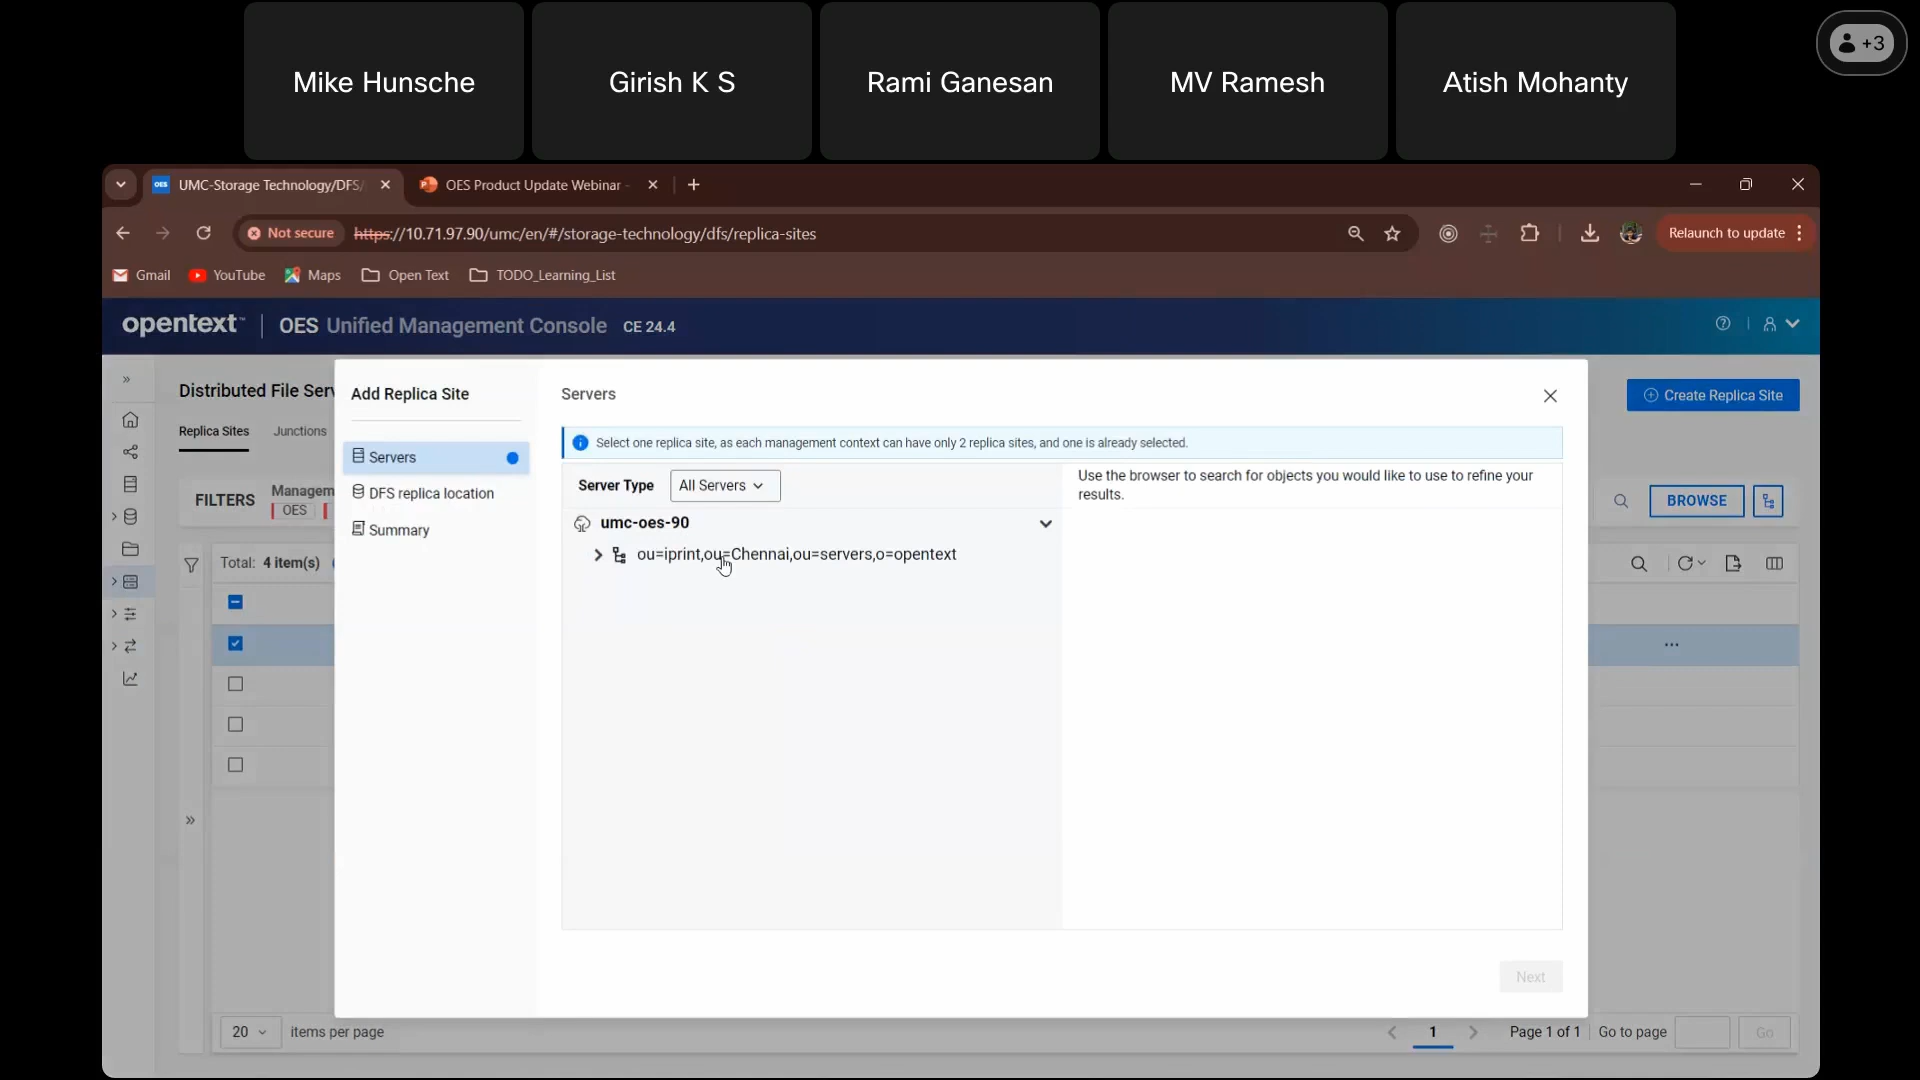 Mike Hunsche
Girish K S
Rami Ganesan
MV Ramesh
Atish Mohanty
+3
OES UMC-Storage Technology/DFS/
OES Product Update Webinar -
Not secure https://10.71.97.90/umc/en/#/storage-technology/dfs/replica-sites
Relaunch to update
Gmail YouTube Maps Open Text TODO_Learning_List
opentext™ | OES Unified Management Console CE 24.4
Distributed File Serv
Create Replica Site
Replica Sites Junctions
FILTERS Managem
OES
BROWSE
Total: 4 item(s)
Add Replica Site
Servers
DFS replica location
Summary
Servers
Select one replica site, as each management context can have only 2 replica sites, and one is already selected.
Server Type All Servers
Use the browser to search for objects you would like to use to refine your
results.
umc-oes-90
ou=iprint,ou=Chennai,ou=servers,o=opentext
Next
20 items per page
1 Page 1 of 1 Go to page Go